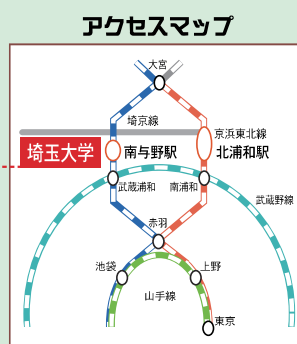 アクセスマップ
大宮
埼京線
京浜東北線
埼玉大学
南与野駅
北浦和駅
武蔵浦和
南浦和
武蔵野線
赤羽
池袋
上野
山手線
東京